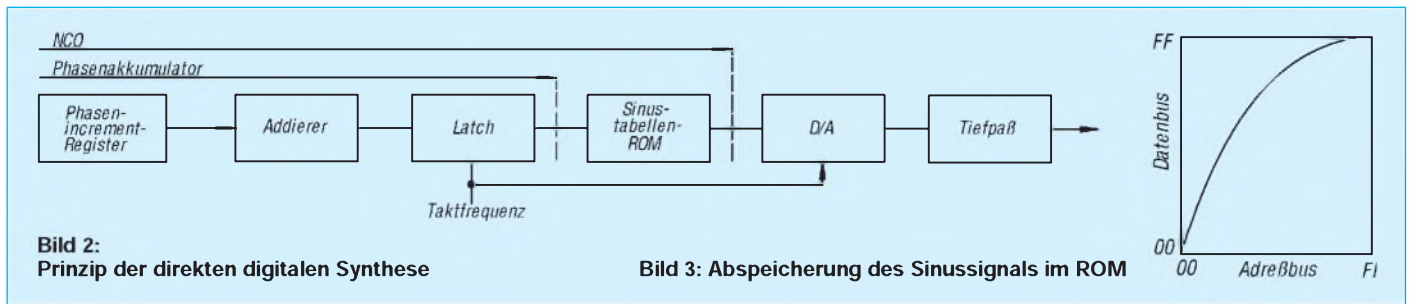 NCO
Phasenakkumulator
Phasen-
increment-
Register
Addierer
Latch
Sinus-
tabellen-
ROM
D/A
Tiefpaß
Taktfrequenz
Bild 2:
Prinzip der direkten digitalen Synthese
Bild 3: Abspeicherung des Sinussignals im ROM
FF
Datenbus
00
00 Adreßbus